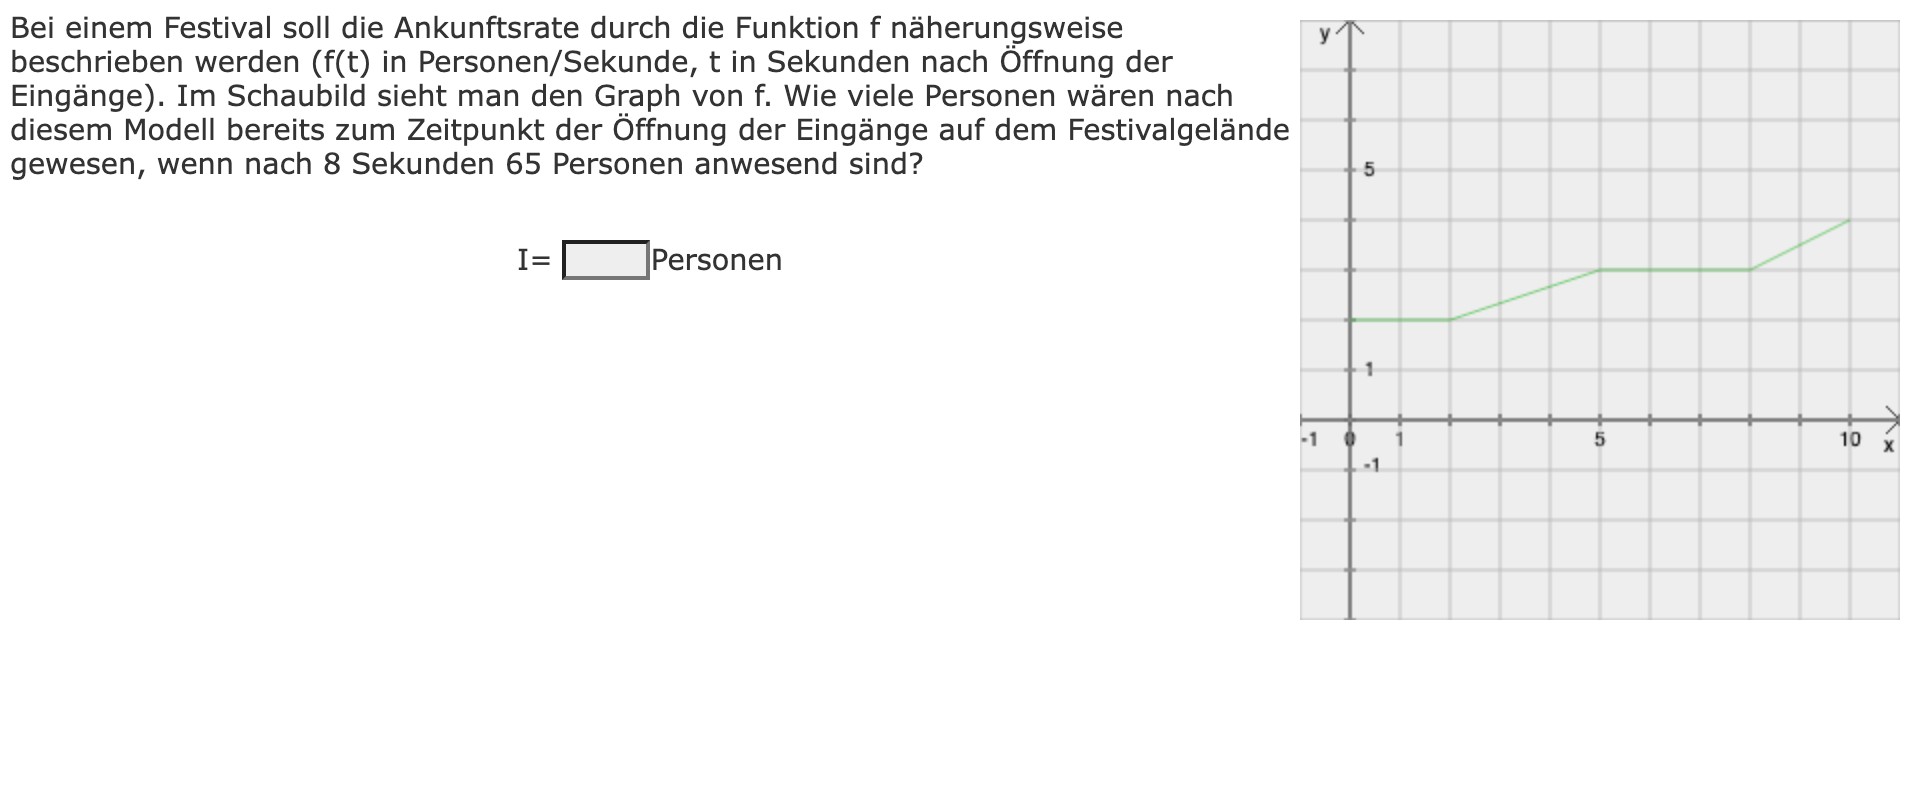 Bei einem Festival soll die Ankunftsrate durch die Funktion f näherungsweise
beschrieben werden (f(t) in Personen/Sekunde, t in Sekunden nach Öffnung der
Eingänge). Im Schaubild sieht man den Graph von f. Wie viele Personen wären nach
diesem Modell bereits zum Zeitpunkt der Öffnung der Eingänge auf dem Festivalgelände
gewesen, wenn nach 8 Sekunden 65 Personen anwesend sind?
I= Personen
y
5
1
-1 0 1 5 10 x
-1